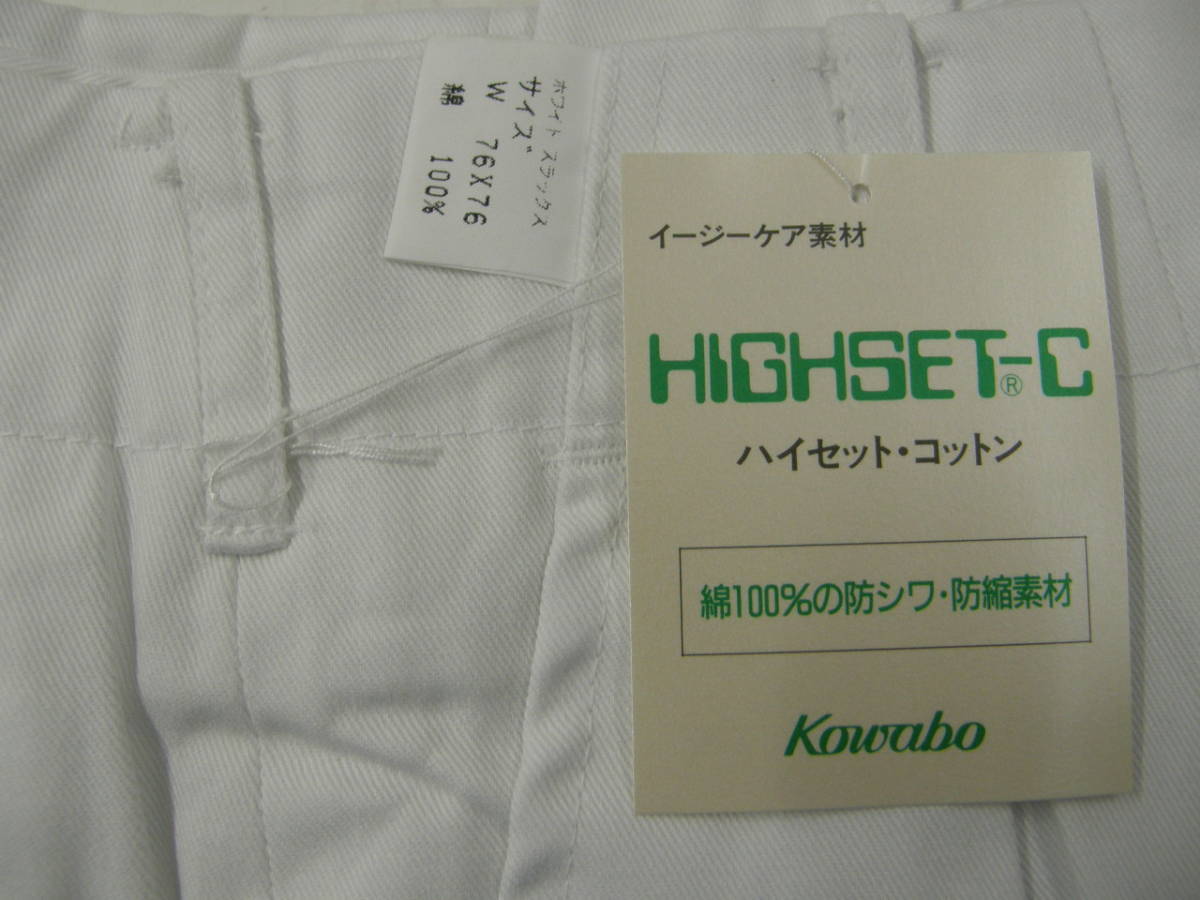 ホワイト スラックス
サイズ
W 76X76
綿 100%
イージーケア素材
HIGHSET-C®
ハイセット・コットン
綿100%の防シワ・防縮素材
Kowabo